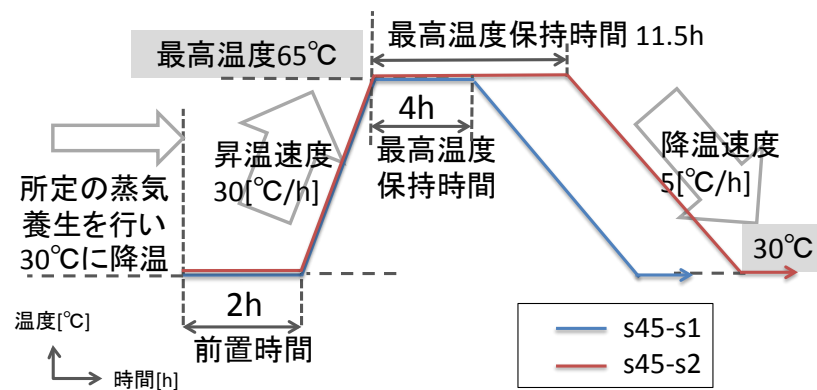 最高温度保持時間 11.5h
最高温度65℃
4h
最高温度
保持時間
昇温速度
30[℃/h]
降温速度
5[℃/h]
所定の蒸気
養生を行い
30℃に降温
30℃
2h
前置時間
温度[℃]
時間[h]
s45-s1
s45-s2